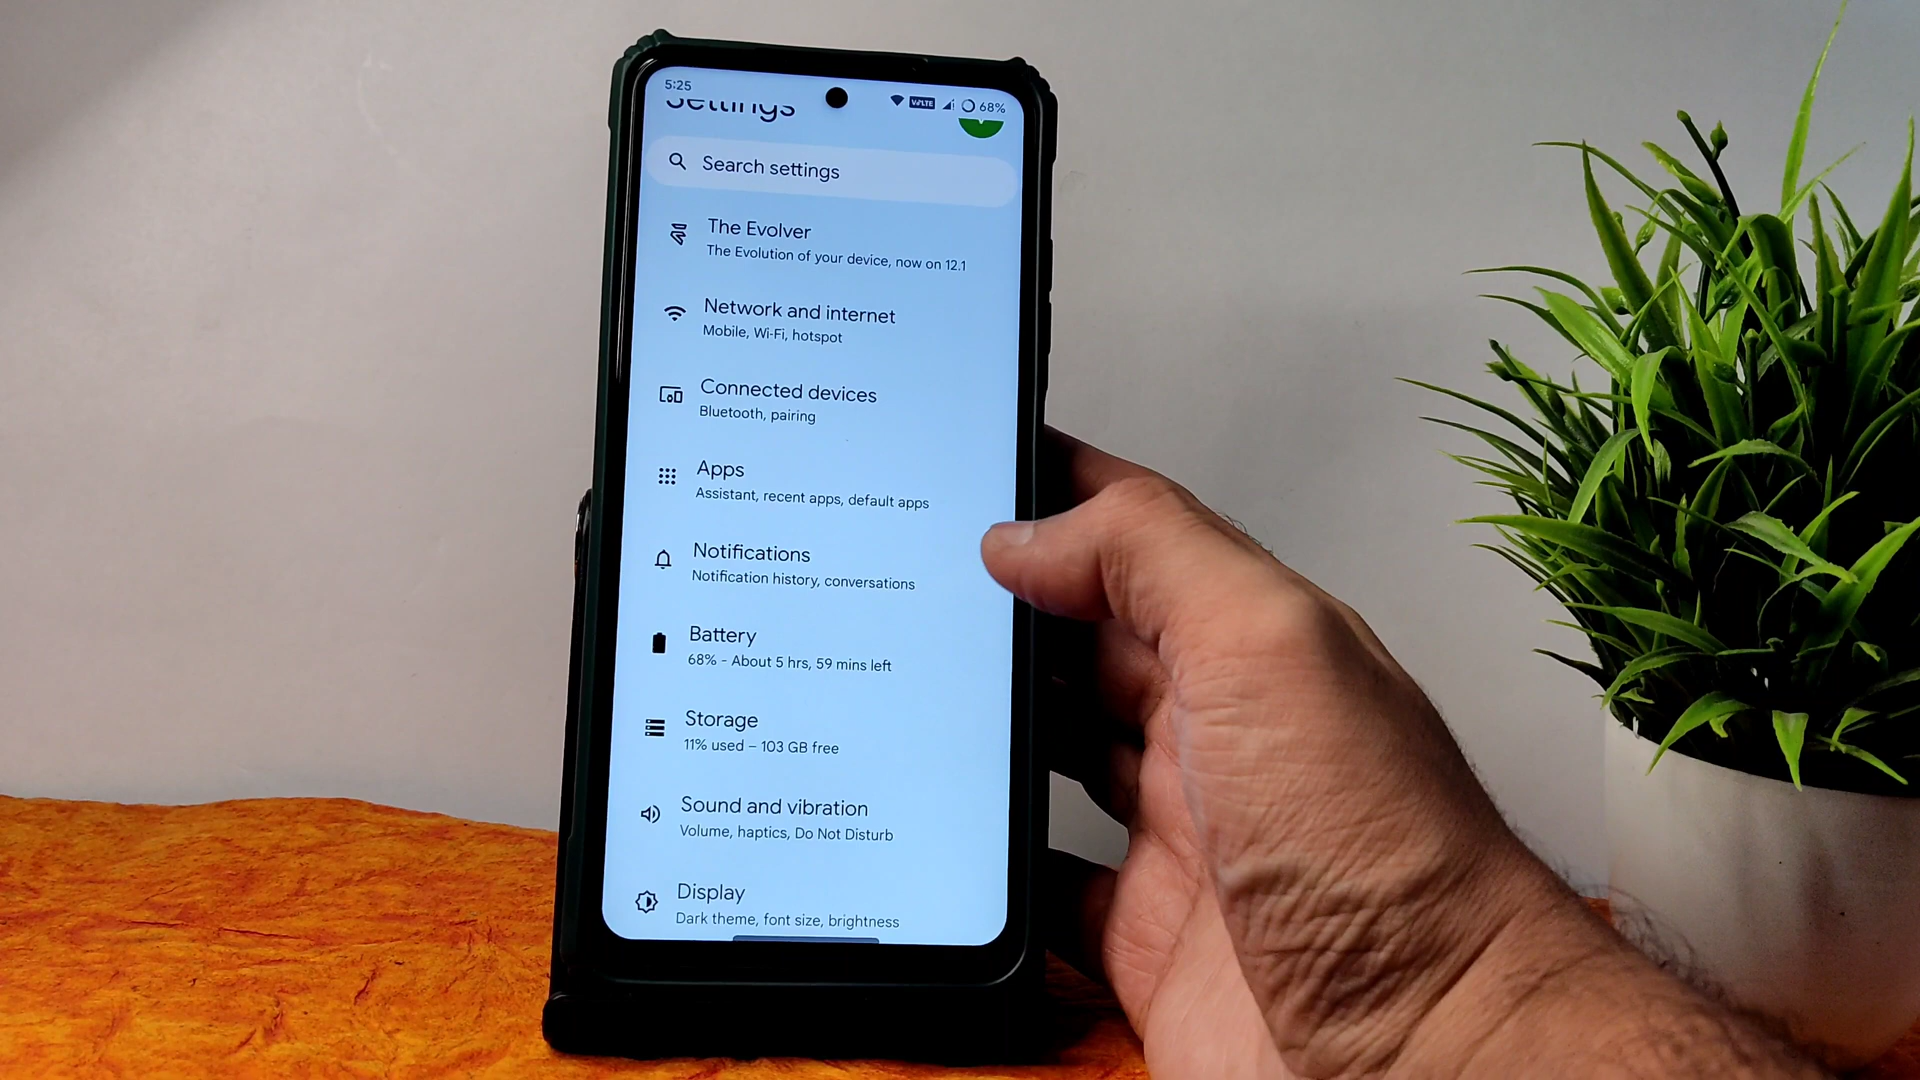 5:25
VoLTE 68%
Settings
Search settings
The Evolver
The Evolution of your device, now on 12.1
Network and internet
Mobile, Wi-Fi, hotspot
Connected devices
Bluetooth, pairing
Apps
Assistant, recent apps, default apps
Notifications
Notification history, conversations
Battery
68% - About 5 hrs, 59 mins left
Storage
11% used – 103 GB free
Sound and vibration
Volume, haptics, Do Not Disturb
Display
Dark theme, font size, brightness